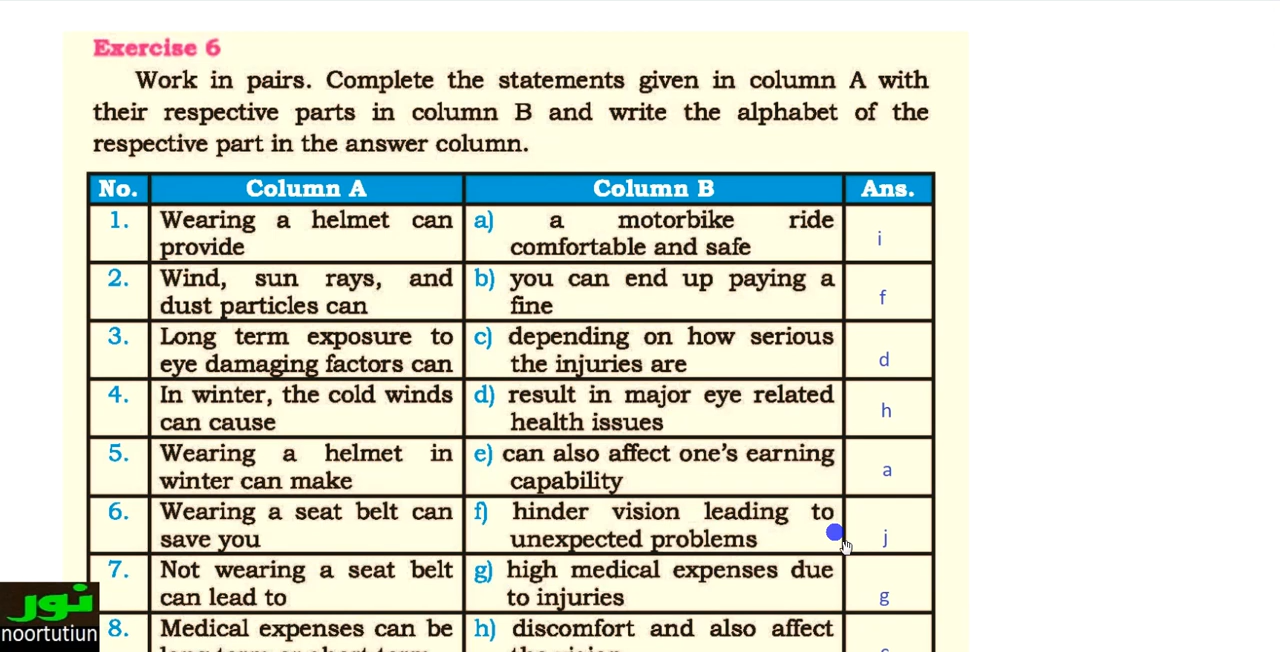 Exercise 6
Work in pairs. Complete the statements given in column A with
their respective parts in column B and write the alphabet of the
respective part in the answer column.
No. Column A Column B Ans.
1. Wearing a helmet can a) a motorbike ride
provide comfortable and safe i
2. Wind, sun rays, and b) you can end up paying a
dust particles can fine f
3. Long term exposure to c) depending on how serious
eye damaging factors can the injuries are d
4. In winter, the cold winds d) result in major eye related
can cause health issues h
5. Wearing a helmet in e) can also affect one's earning
winter can make capability a
6. Wearing a seat belt can f) hinder vision leading to
save you unexpected problems j
7. Not wearing a seat belt g) high medical expenses due
can lead to to injuries g
8. Medical expenses can be h) discomfort and also affect
نور
noortutiun